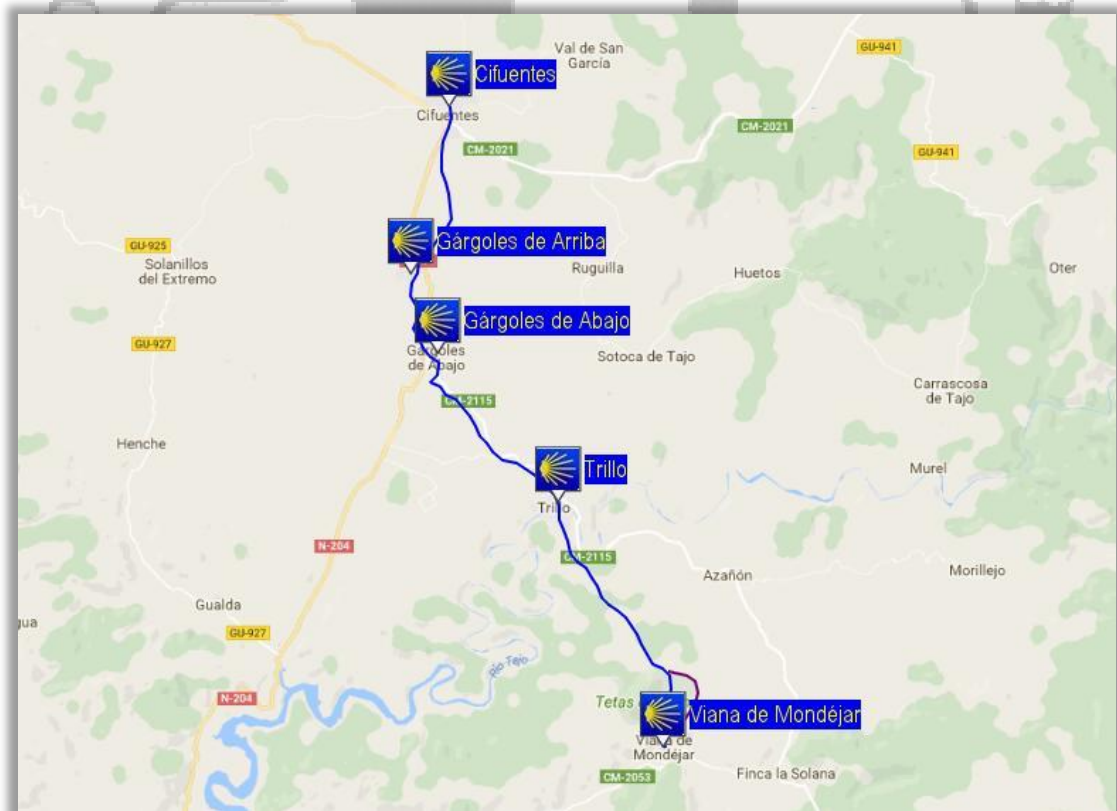 Val de San
García
GU-941
Cifuentes
Cifuentes
CM-2021
CM-2021
GU-941
Gárgoles de Arriba
GU-925
Solanillos
del Extremo
Ruguilla
Huetos
Oter
Gárgoles de Abajo
GU-927
Gárgoles
de Abajo
Sotoca de Tajo
Carrascosa
de Tajo
CM-2115
Henche
Trillo
Murel
Trillo
N-204
CM-2115
Azañón
Morillejo
Gualda
gua
GU-927
Río Tajo
N-204
Tetas
Viana de Mondéjar
Viana de
Mondéjar
CM-2053
Finca la Solana